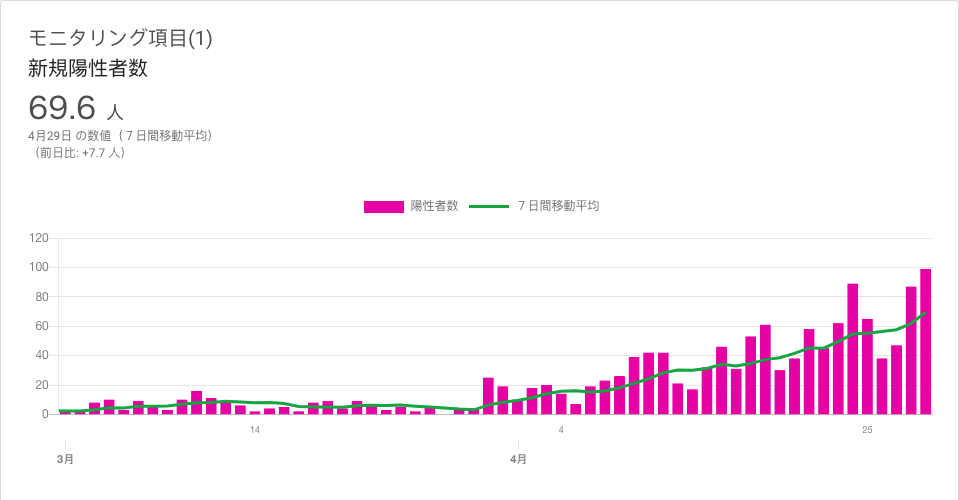 モニタリング項目(1)
新規陽性者数
69.6 人
4月29日 の数値（７日間移動平均）
（前日比: +7.7 人）
陽性者数 ７日間移動平均
120
100
80
60
40
20
0
14 4 25
3月 4月